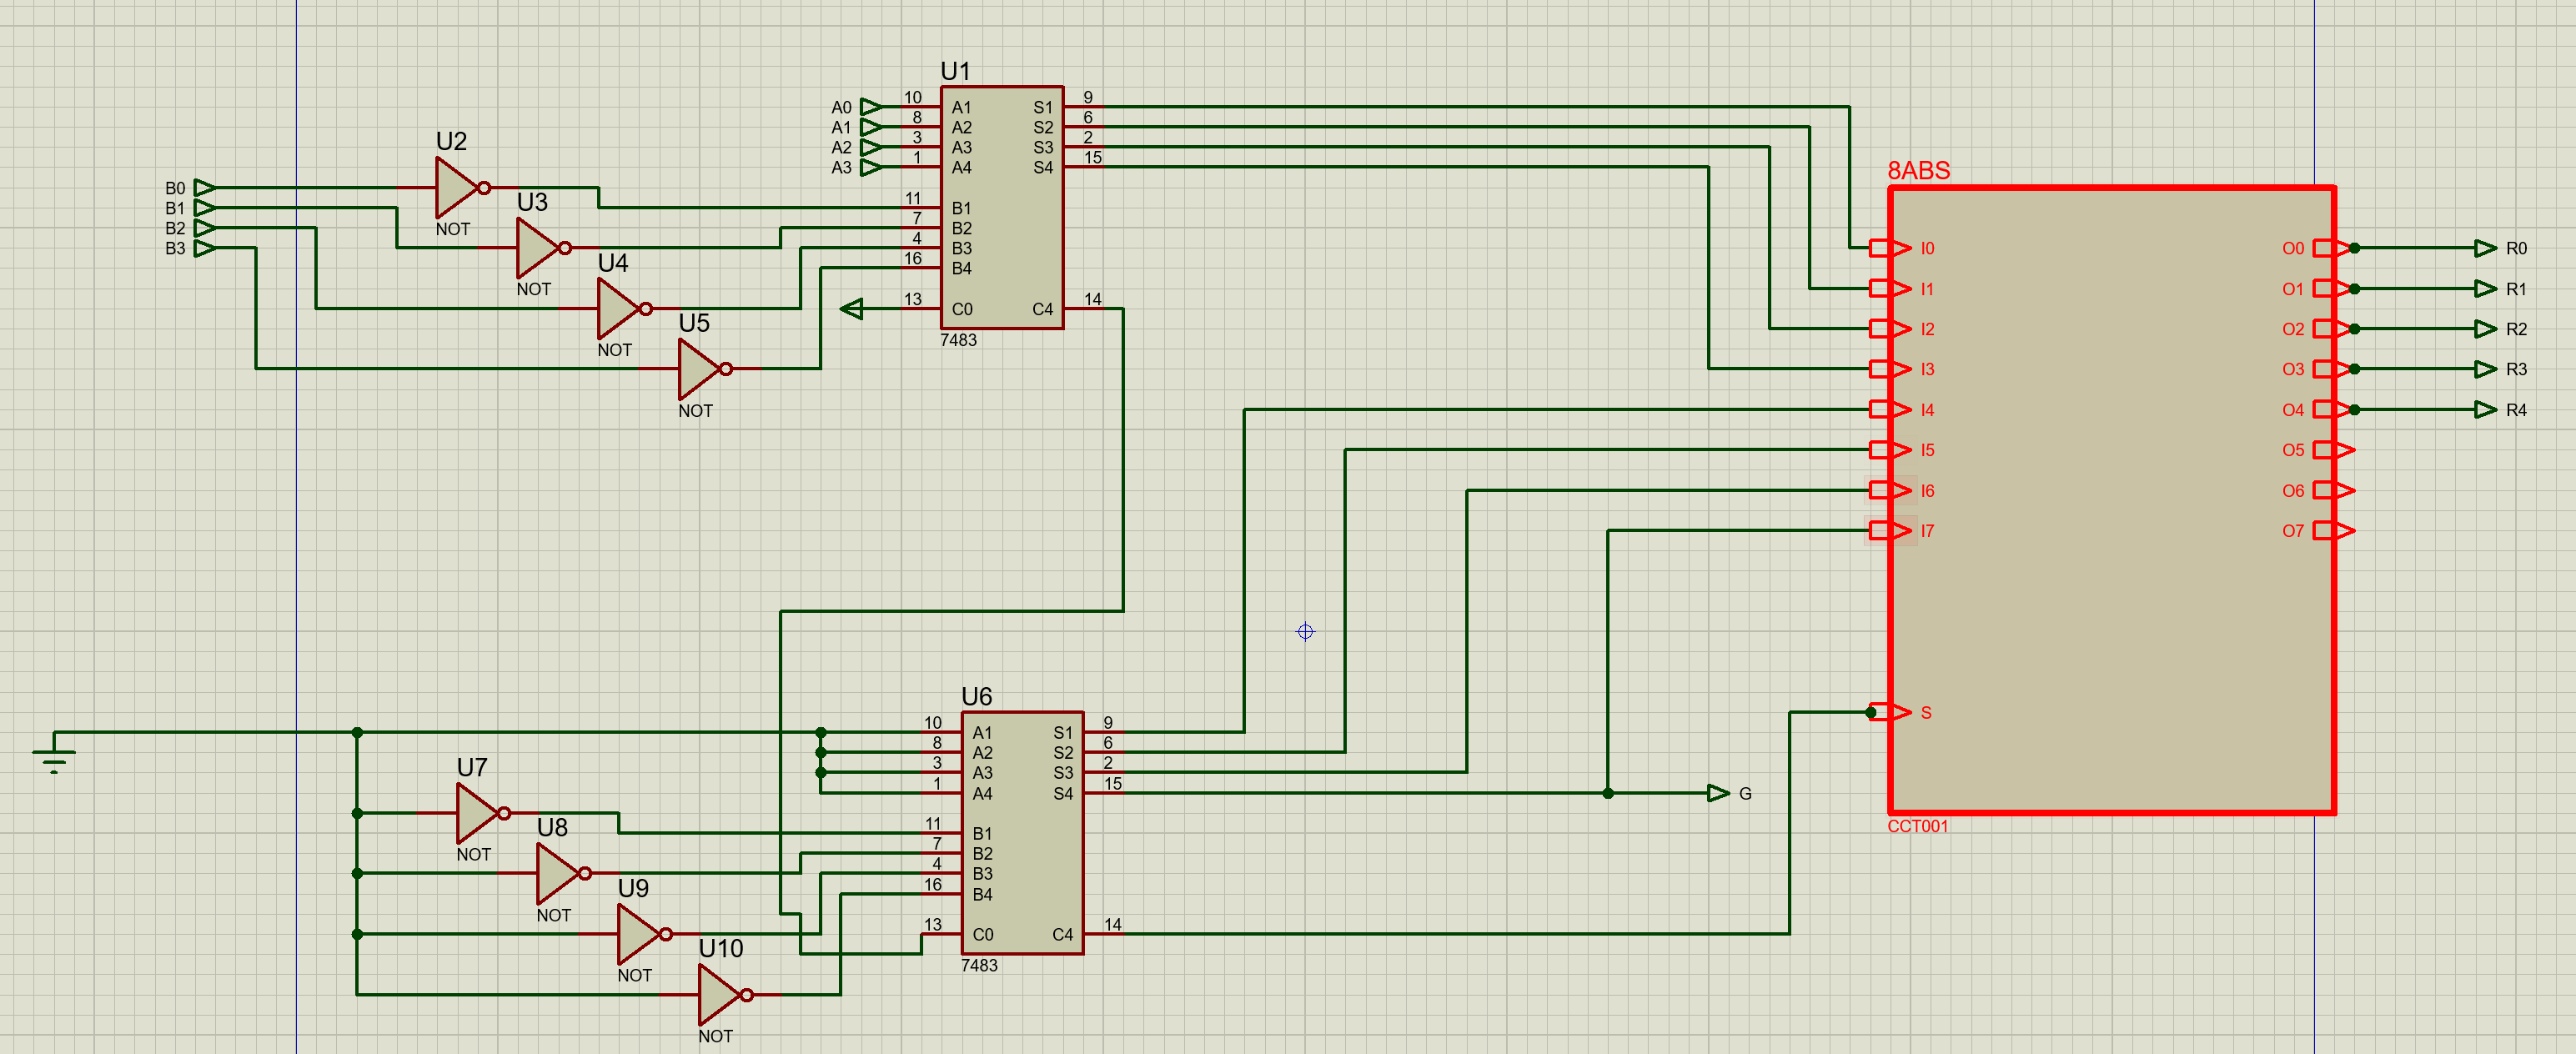 U1
A0 10 A1 S1 9
A1 8 A2 S2 6
A2 3 A3 S3 2
A3 1 A4 S4 15
11 B1
7 B2
4 B3
16 B4
13 C0 C4 14
7483
B0
B1
B2
B3
U2
NOT
U3
NOT
U4
NOT
U5
NOT
8ABS
I0 O0 R0
I1 O1 R1
I2 O2 R2
I3 O3 R3
I4 O4 R4
I5 O5
I6 O6
I7 O7
S
CCT001
U6
10 A1 S1 9
8 A2 S2 6
3 A3 S3 2
1 A4 S4 15 G
11 B1
7 B2
4 B3
16 B4
13 C0 C4 14
7483
U7
NOT
U8
NOT
U9
NOT
U10
NOT